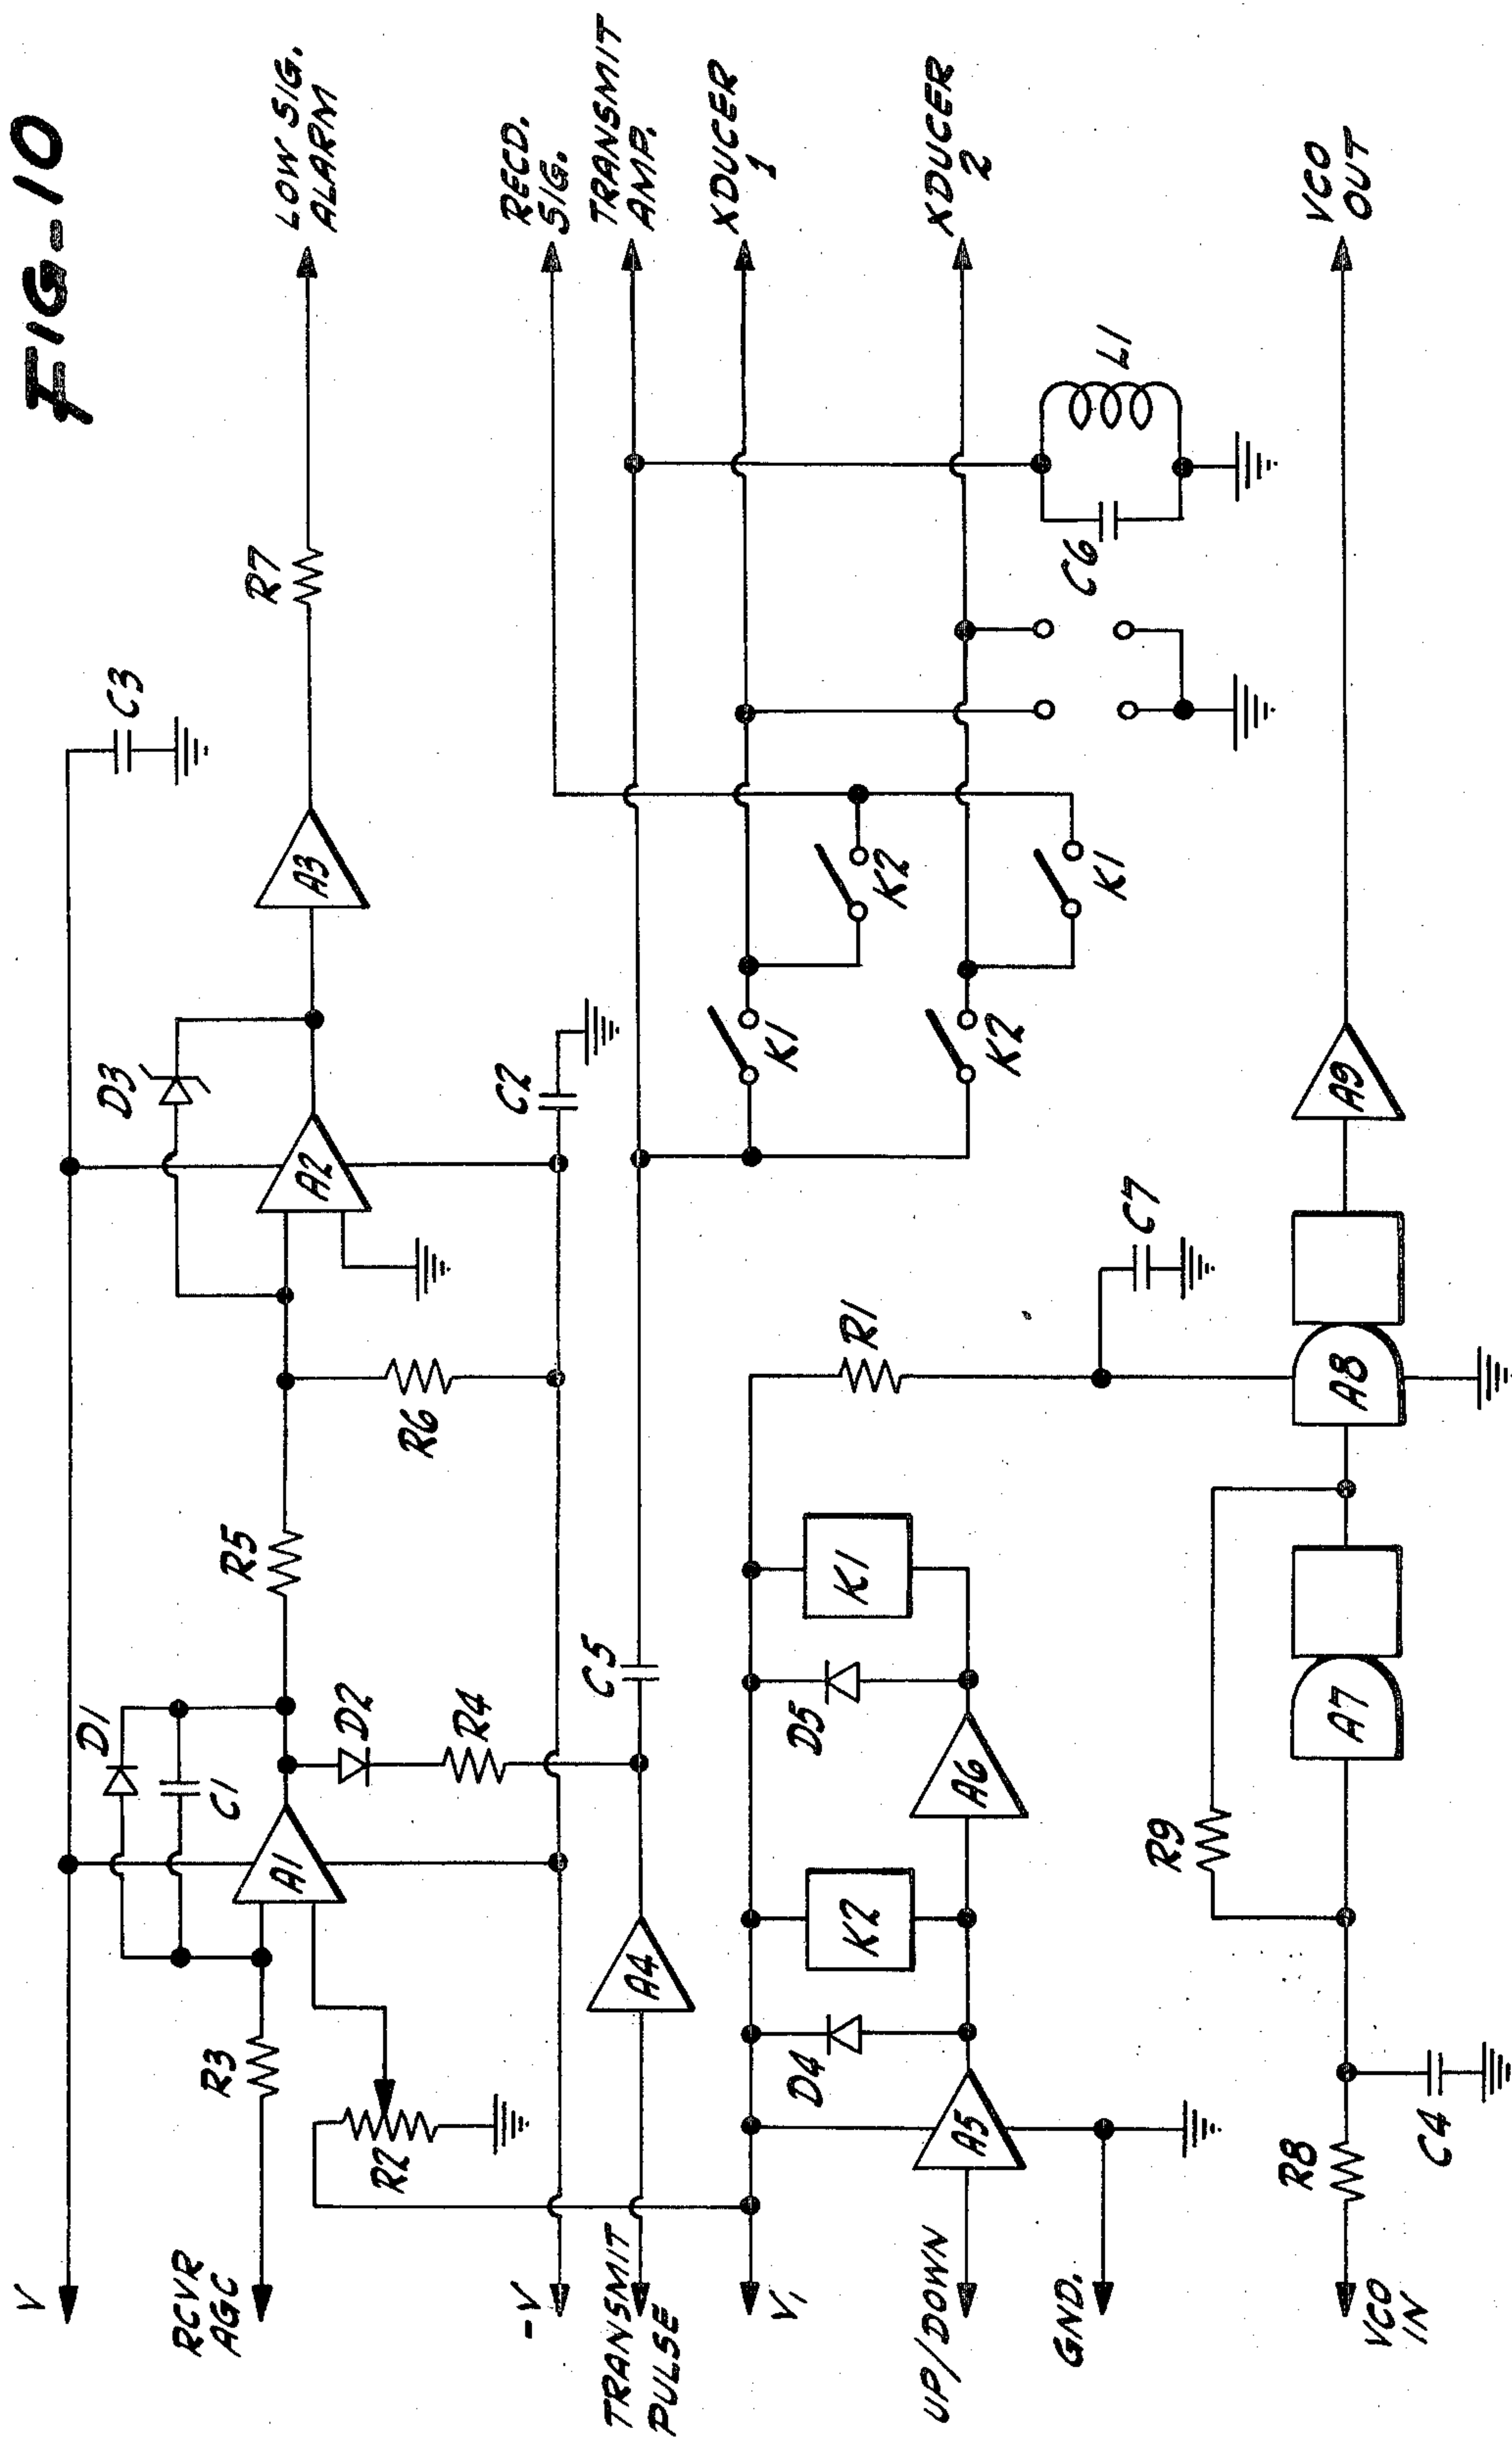 FIG-10
V
RCVR
AGC
-V
TRANSMIT
PULSE
V1
UP/DOWN
GND.
VCO
IN
R3
R2
A1
D1
C1
D2
R4
R5
R6
A2
D3
C2
A3
C3
R7
LOW SIG.
ALARM
RECD.
SIG.
TRANSMIT
AMP.
XDUCER
1
XDUCER
2
A4
C5
K1
K2
K2
K1
C6
L1
A5
D4
K2
A6
D5
K1
R1
C7
R8
C4
R9
A7
A8
A9
VCO
OUT